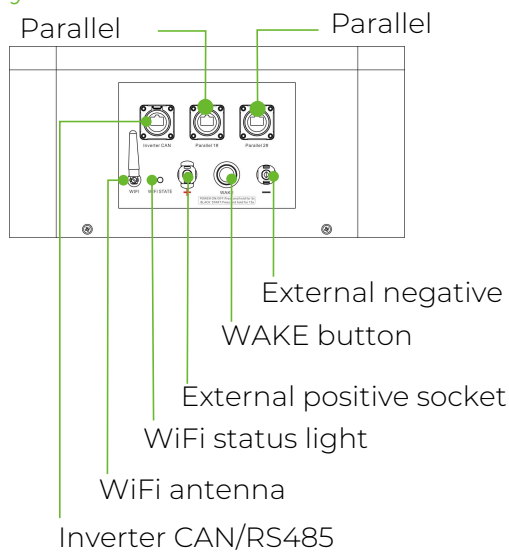 Parallel
Parallel
Inverter CAN
Parallel 1#
Parallel 2#
WIFI
WIFI STATE
+
WAKE
—
External negative
WAKE button
External positive socket
WiFi status light
WiFi antenna
Inverter CAN/RS485